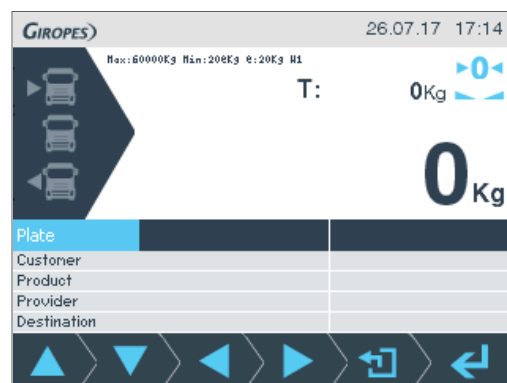 GIROPES) 26.07.17 17:14
Max:60000Kg Min:20eKg e:20Kg W1
►0◄
T: 0Kg
0Kg
Plate
Customer
Product
Provider
Destination